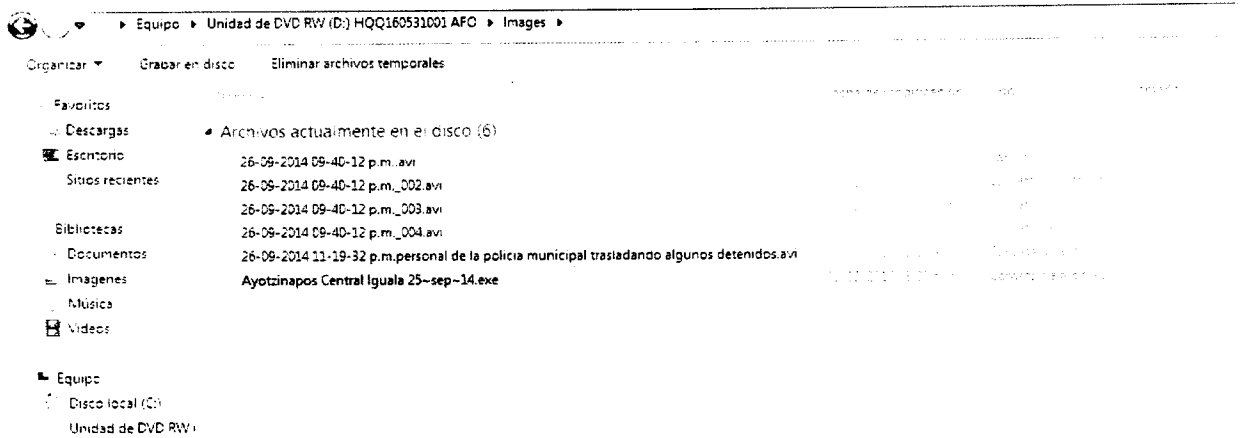 Equipo ▸ Unidad de DVD RW (D:) HQQ160531001 AFO ▸ Images ▸
Organizar Grabar en disco Eliminar archivos temporales
Favoritos
Descargas
Escritorio
Sitios recientes
Bibliotecas
Documentos
Imagenes
Música
Videos
Equipo
Disco local (C:)
Unidad de DVD RW
Archivos actualmente en el disco (6)
26-09-2014 09-40-12 p.m..avi
26-09-2014 09-40-12 p.m._002.avi
26-09-2014 09-40-12 p.m._003.avi
26-09-2014 09-40-12 p.m._004.avi
26-09-2014 11-19-32 p.m.personal de la policia municipal trasladando algunos detenidos.avi
Ayotzinapos Central Iguala 25~sep~14.exe